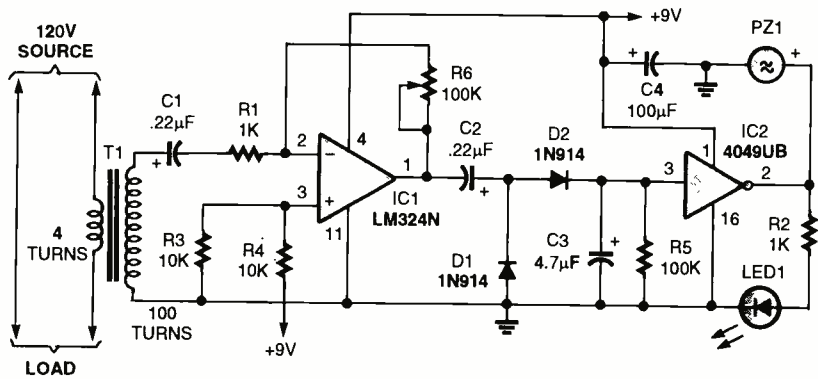 120V
SOURCE
+9V
PZ1
+
C1
.22µF
+
R1
1K
R6
100K
+
C4
100µF
T1
2
−
4
C2
.22µF
+
D2
1N914
IC2
4049UB
1
3
2
3
+
1
IC1
LM324N
11
16
4
TURNS
R3
10K
R4
10K
D1
1N914
C3
4.7µF
+
R5
100K
R2
1K
LED1
100
TURNS
+9V
LOAD